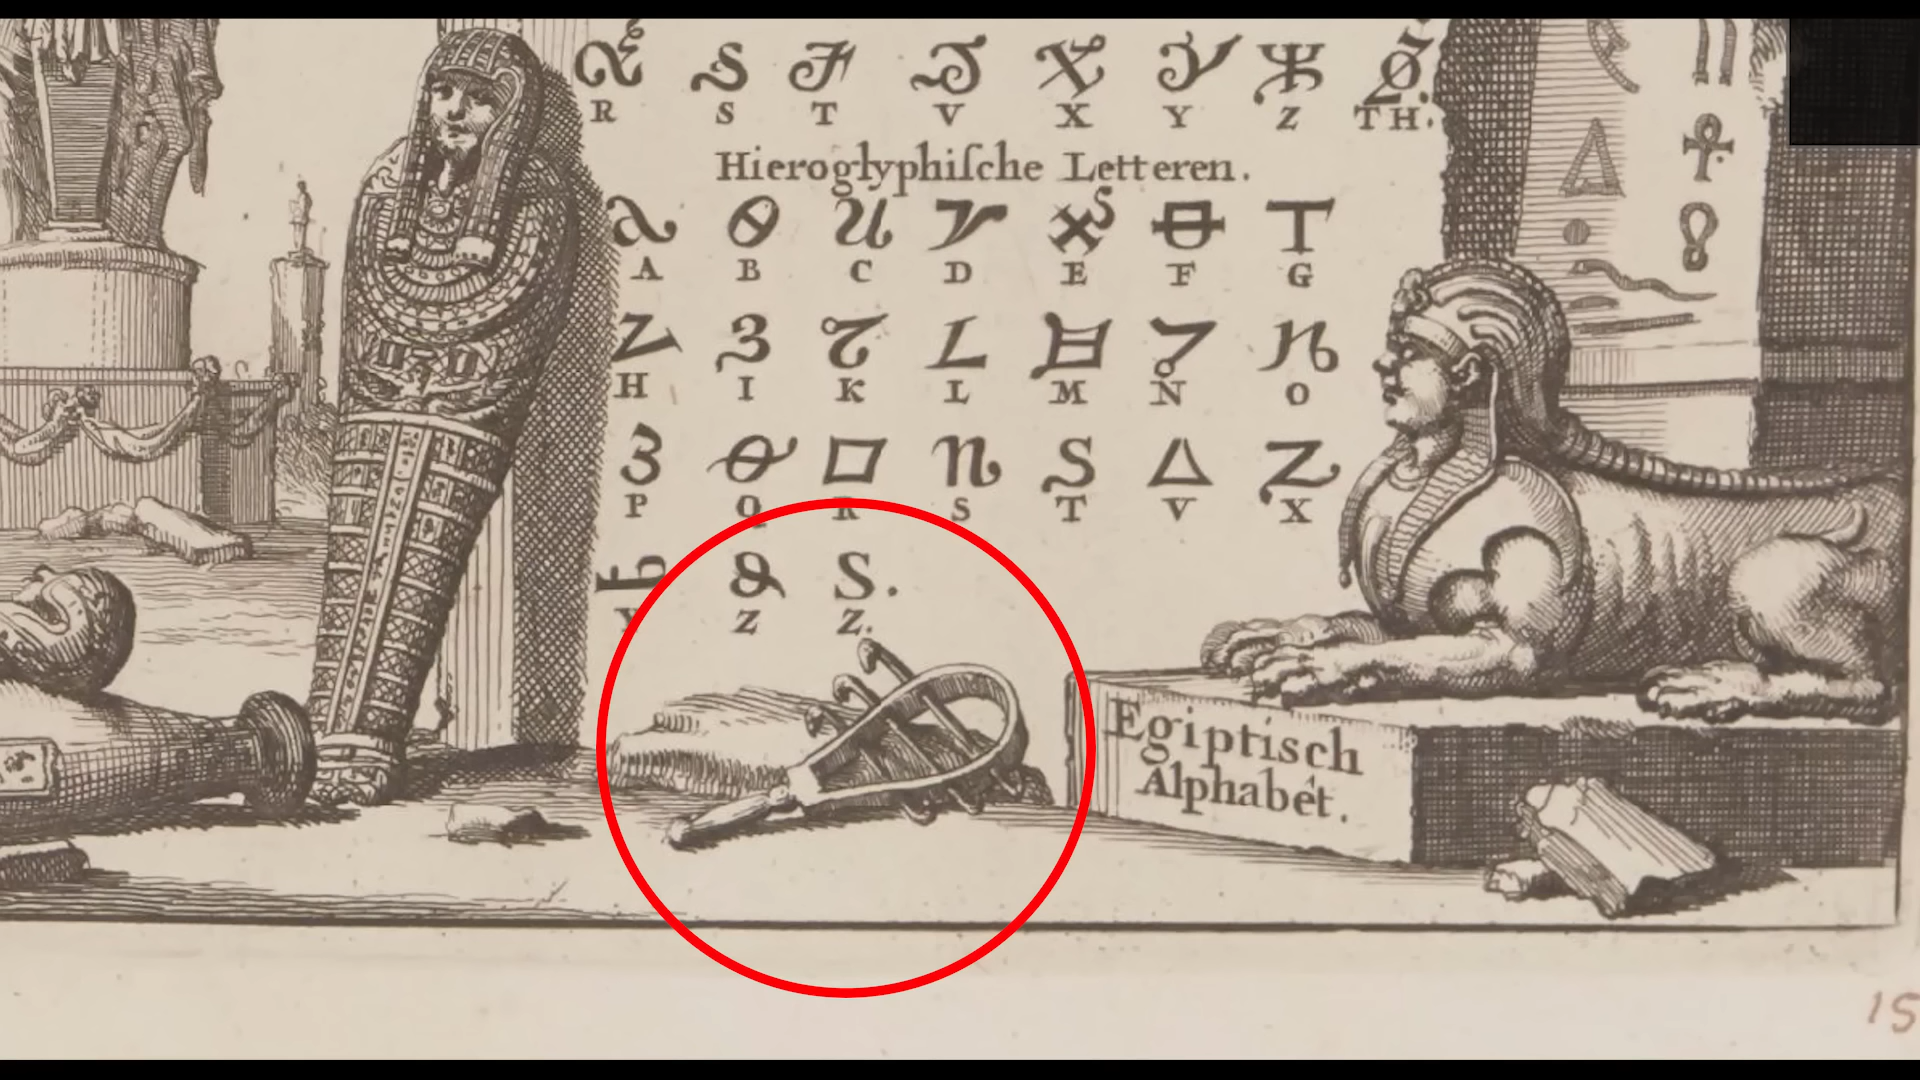 R S T V X Y Z TH.
Hieroglyphiſche Letteren.
A B C D E F G
H I K L M N O
P Q R S T V X
Y Z Z.
Egiptisch
Alphabet.
15